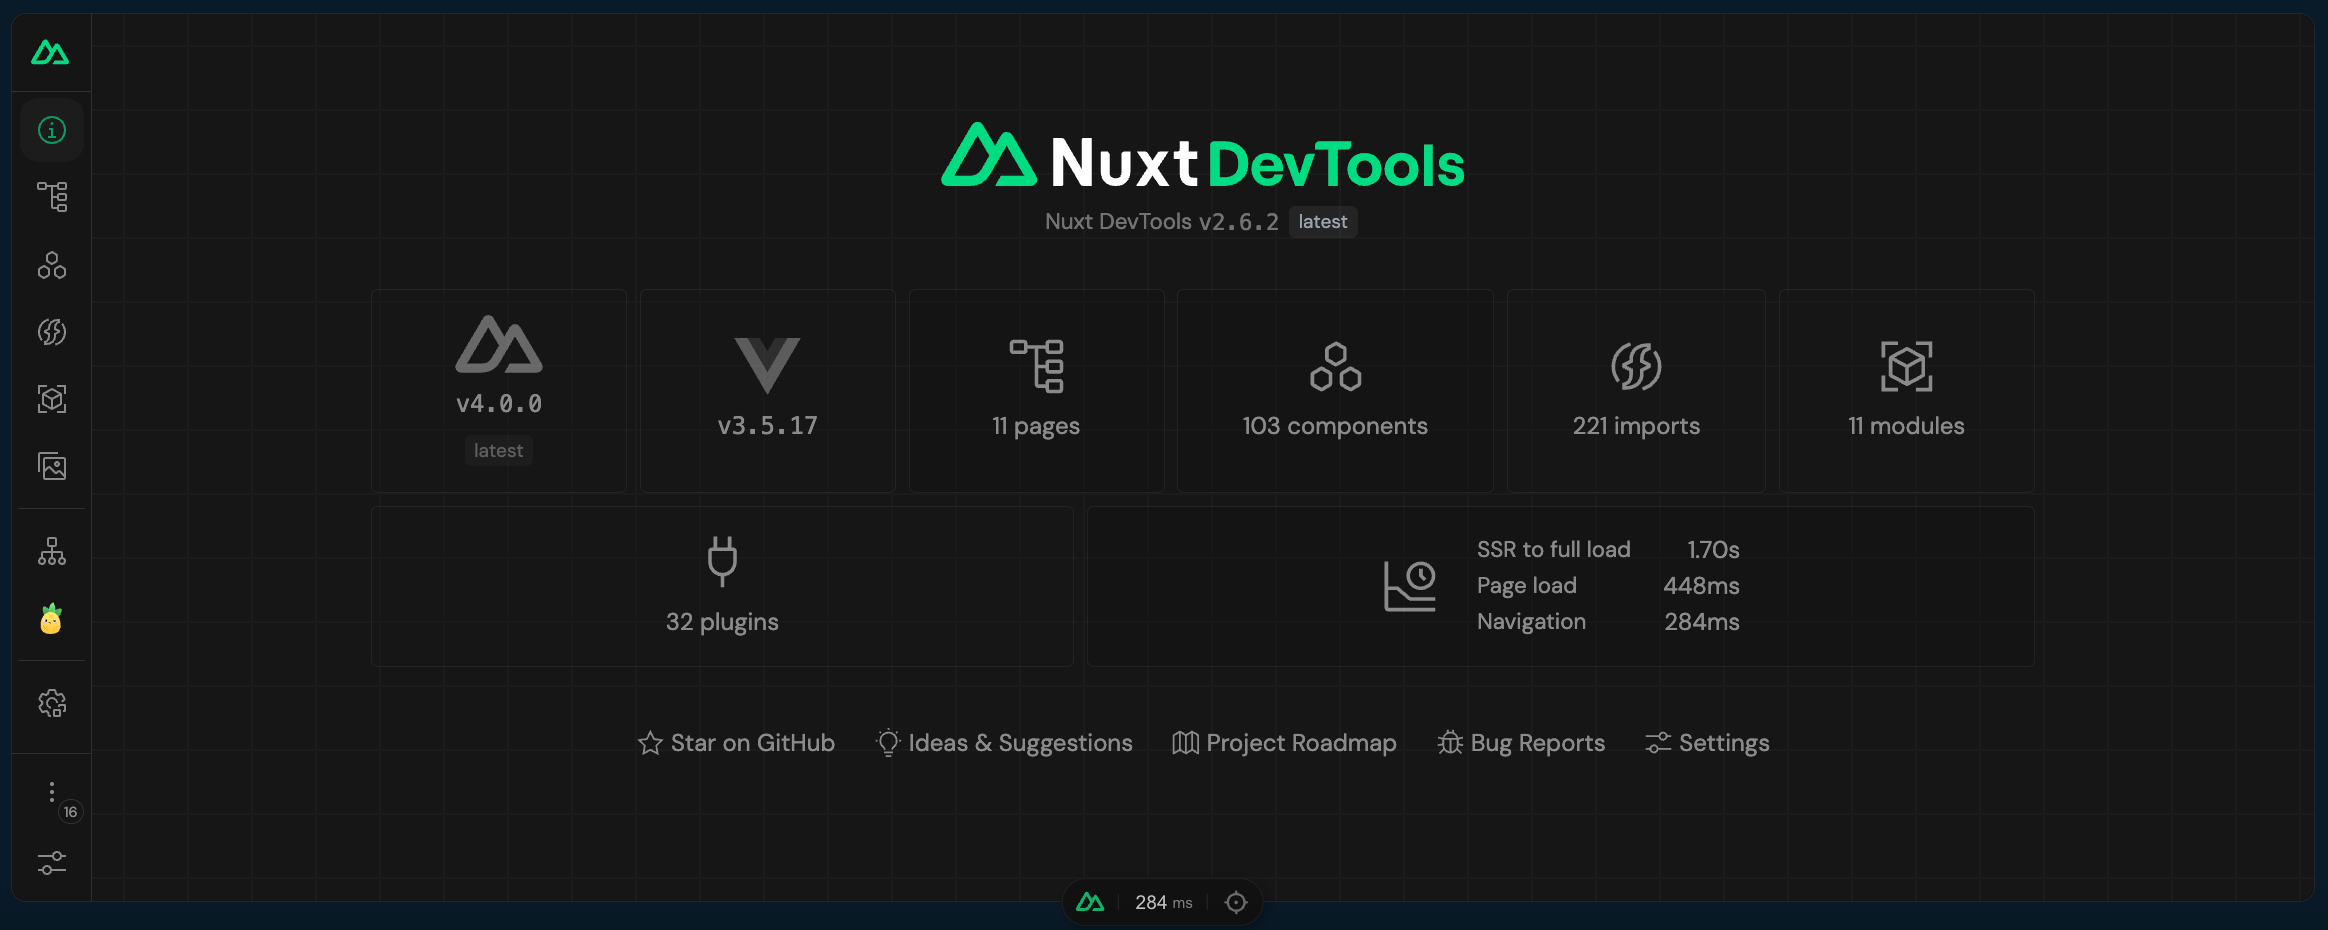 Nuxt DevTools
Nuxt DevTools v2.6.2 latest
v4.0.0
latest
v3.5.17
11 pages
103 components
221 imports
11 modules
32 plugins
SSR to full load 1.70s
Page load 448ms
Navigation 284ms
Star on GitHub Ideas & Suggestions Project Roadmap Bug Reports Settings
16
284 ms